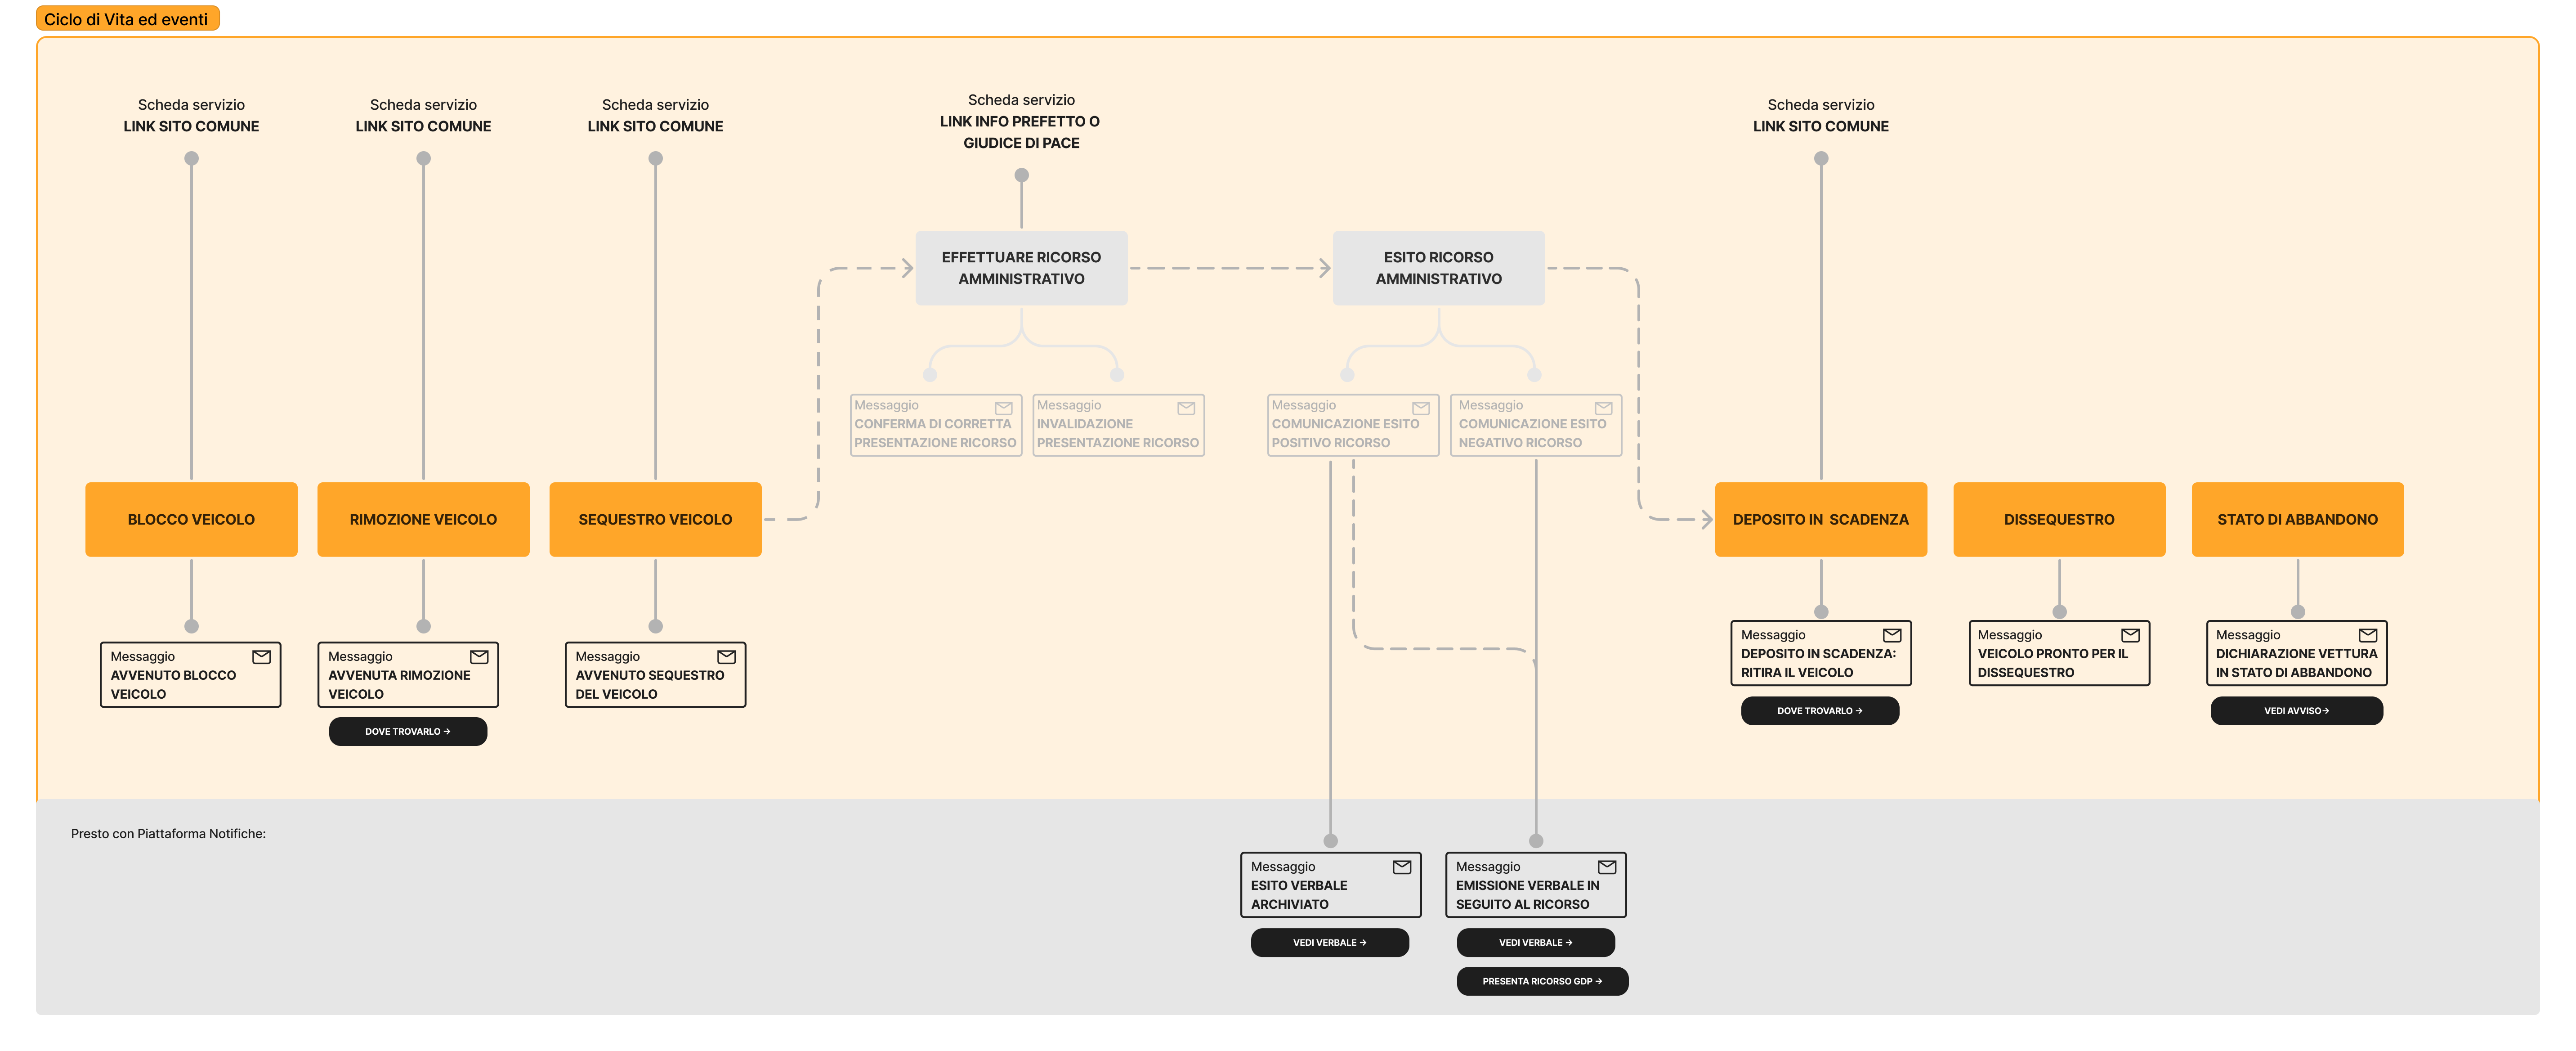 Ciclo di Vita ed eventi
Scheda servizio
LINK SITO COMUNE
Scheda servizio
LINK SITO COMUNE
Scheda servizio
LINK SITO COMUNE
Scheda servizio
LINK INFO PREFETTO O
GIUDICE DI PACE
Scheda servizio
LINK SITO COMUNE
EFFETTUARE RICORSO
AMMINISTRATIVO
ESITO RICORSO
AMMINISTRATIVO
Messaggio
CONFERMA DI CORRETTA
PRESENTAZIONE RICORSO
Messaggio
INVALIDAZIONE
PRESENTAZIONE RICORSO
Messaggio
COMUNICAZIONE ESITO
POSITIVO RICORSO
Messaggio
COMUNICAZIONE ESITO
NEGATIVO RICORSO
BLOCCO VEICOLO
RIMOZIONE VEICOLO
SEQUESTRO VEICOLO
DEPOSITO IN SCADENZA
DISSEQUESTRO
STATO DI ABBANDONO
Messaggio
AVVENUTO BLOCCO
VEICOLO
Messaggio
AVVENUTA RIMOZIONE
VEICOLO
DOVE TROVARLO →
Messaggio
AVVENUTO SEQUESTRO
DEL VEICOLO
Messaggio
DEPOSITO IN SCADENZA:
RITIRA IL VEICOLO
DOVE TROVARLO →
Messaggio
VEICOLO PRONTO PER IL
DISSEQUESTRO
Messaggio
DICHIARAZIONE VETTURA
IN STATO DI ABBANDONO
VEDI AVVISO→
Presto con Piattaforma Notifiche:
Messaggio
ESITO VERBALE
ARCHIVIATO
VEDI VERBALE →
Messaggio
EMISSIONE VERBALE IN
SEGUITO AL RICORSO
VEDI VERBALE →
PRESENTA RICORSO GDP →